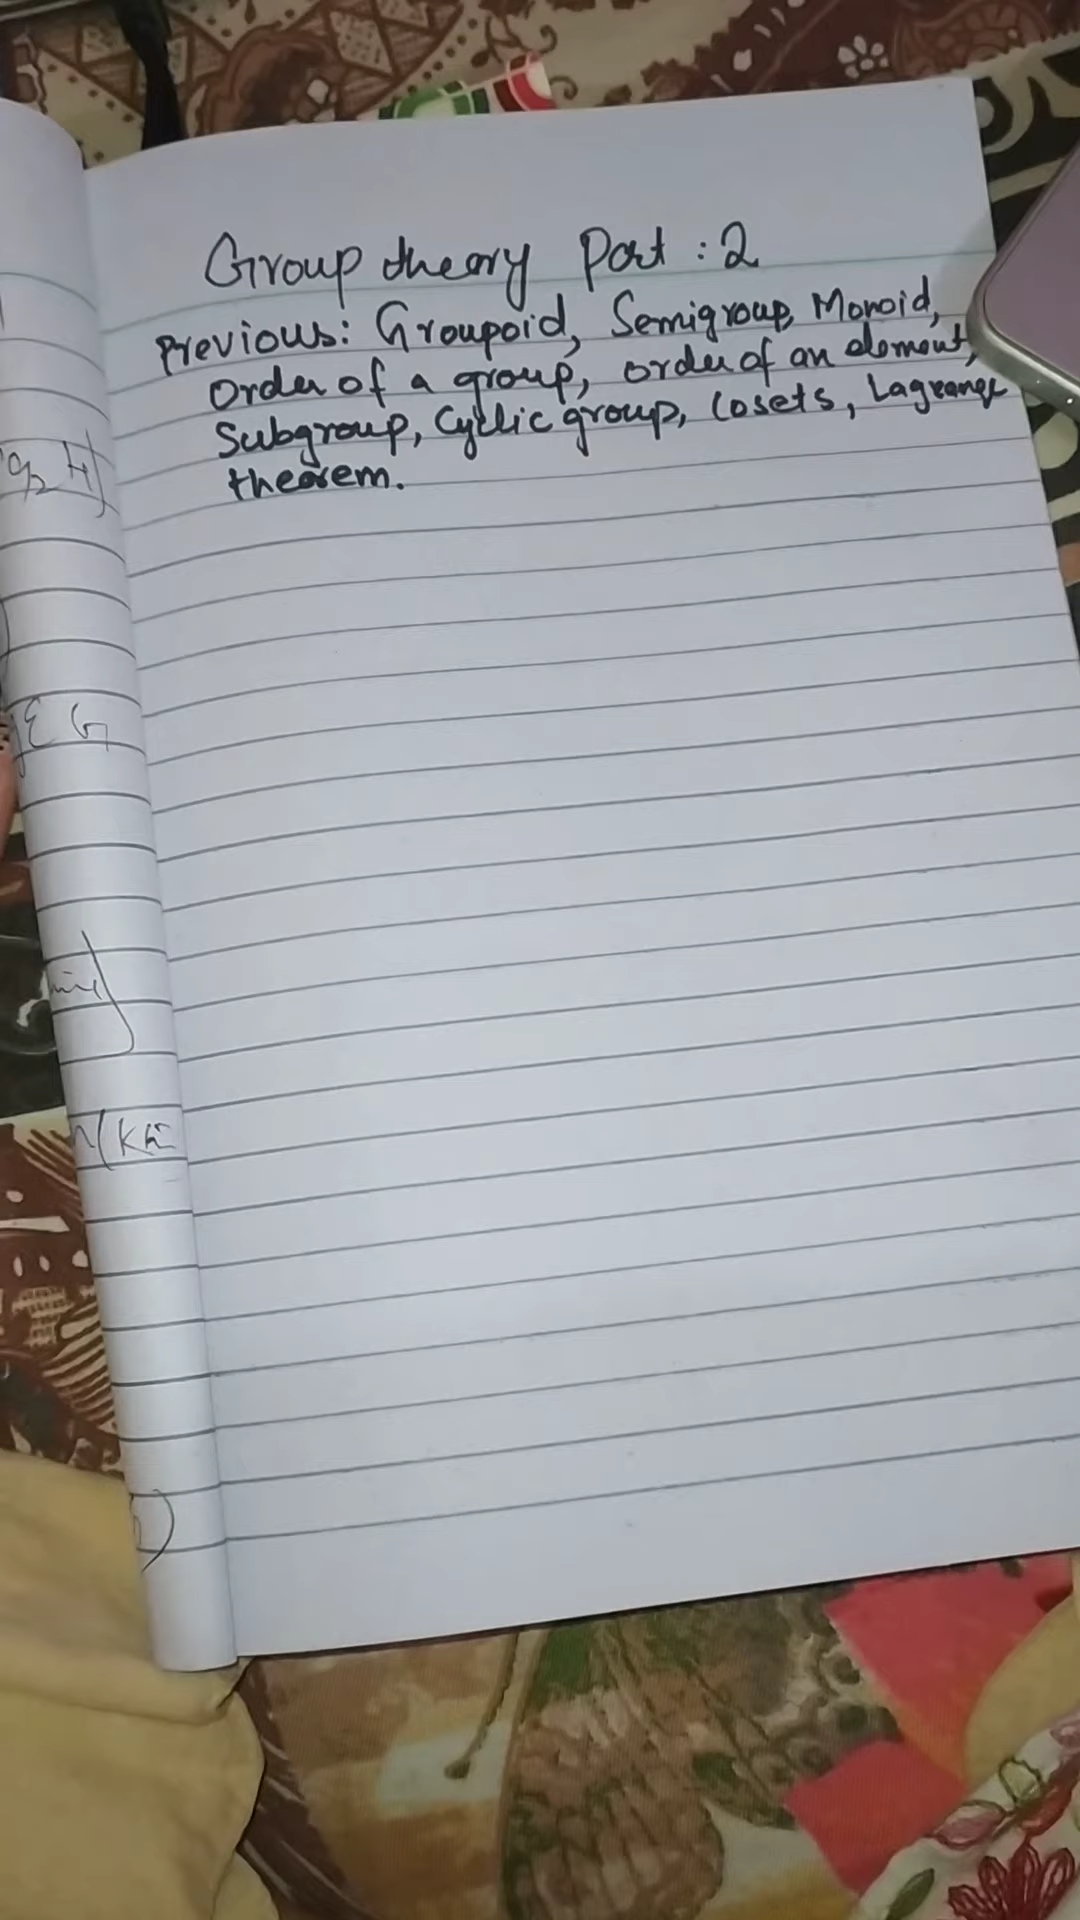 Group theory Part : 2
Previous: Groupoid, Semigroup, Monoid,
Order of a group, order of an element,
Subgroup, Cyclic group, Cosets, Lagrange
theorem.
g₂H)
∈ G